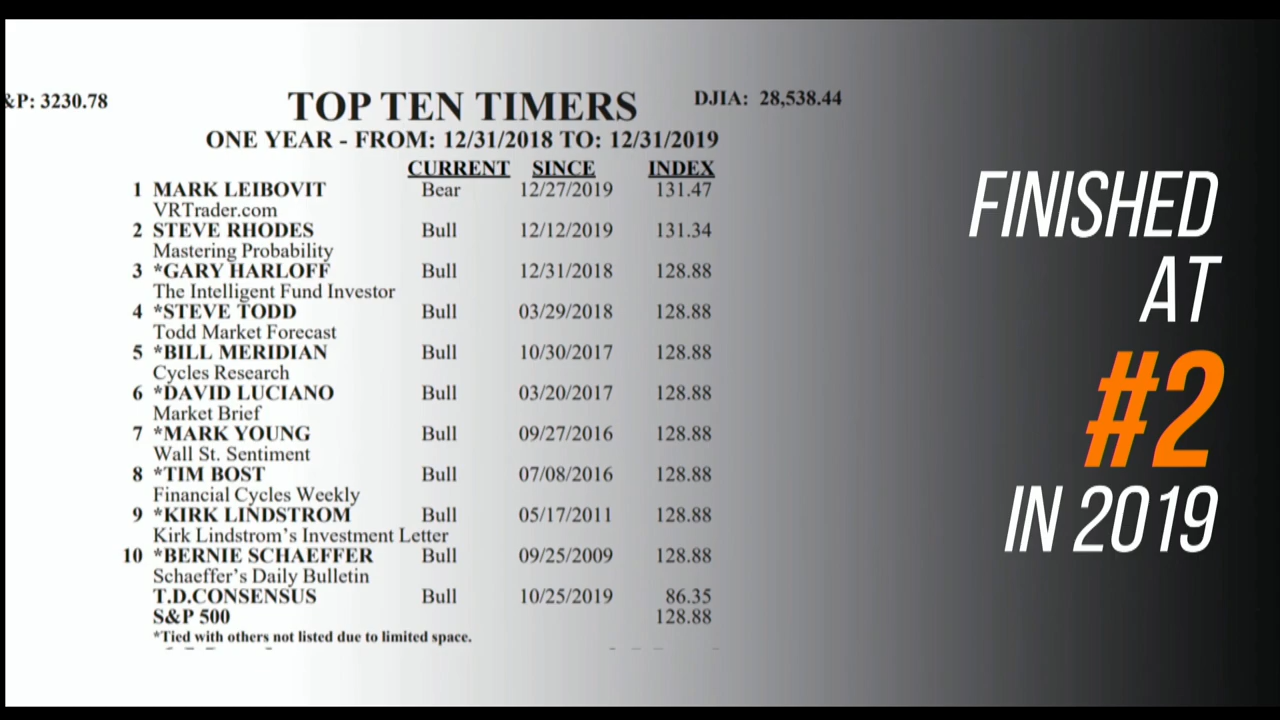 &P: 3230.78
TOP TEN TIMERS
DJIA: 28,538.44
ONE YEAR - FROM: 12/31/2018 TO: 12/31/2019
CURRENT SINCE INDEX
1 MARK LEIBOVIT Bear 12/27/2019 131.47
VRTrader.com
2 STEVE RHODES Bull 12/12/2019 131.34
Mastering Probability
3 *GARY HARLOFF Bull 12/31/2018 128.88
The Intelligent Fund Investor
4 *STEVE TODD Bull 03/29/2018 128.88
Todd Market Forecast
5 *BILL MERIDIAN Bull 10/30/2017 128.88
Cycles Research
6 *DAVID LUCIANO Bull 03/20/2017 128.88
Market Brief
7 *MARK YOUNG Bull 09/27/2016 128.88
Wall St. Sentiment
8 *TIM BOST Bull 07/08/2016 128.88
Financial Cycles Weekly
9 *KIRK LINDSTROM Bull 05/17/2011 128.88
Kirk Lindstrom's Investment Letter
10 *BERNIE SCHAEFFER Bull 09/25/2009 128.88
Schaeffer's Daily Bulletin
T.D.CONSENSUS Bull 10/25/2019 86.35
S&P 500 128.88
*Tied with others not listed due to limited space.
FINISHED
AT
#2
IN 2019